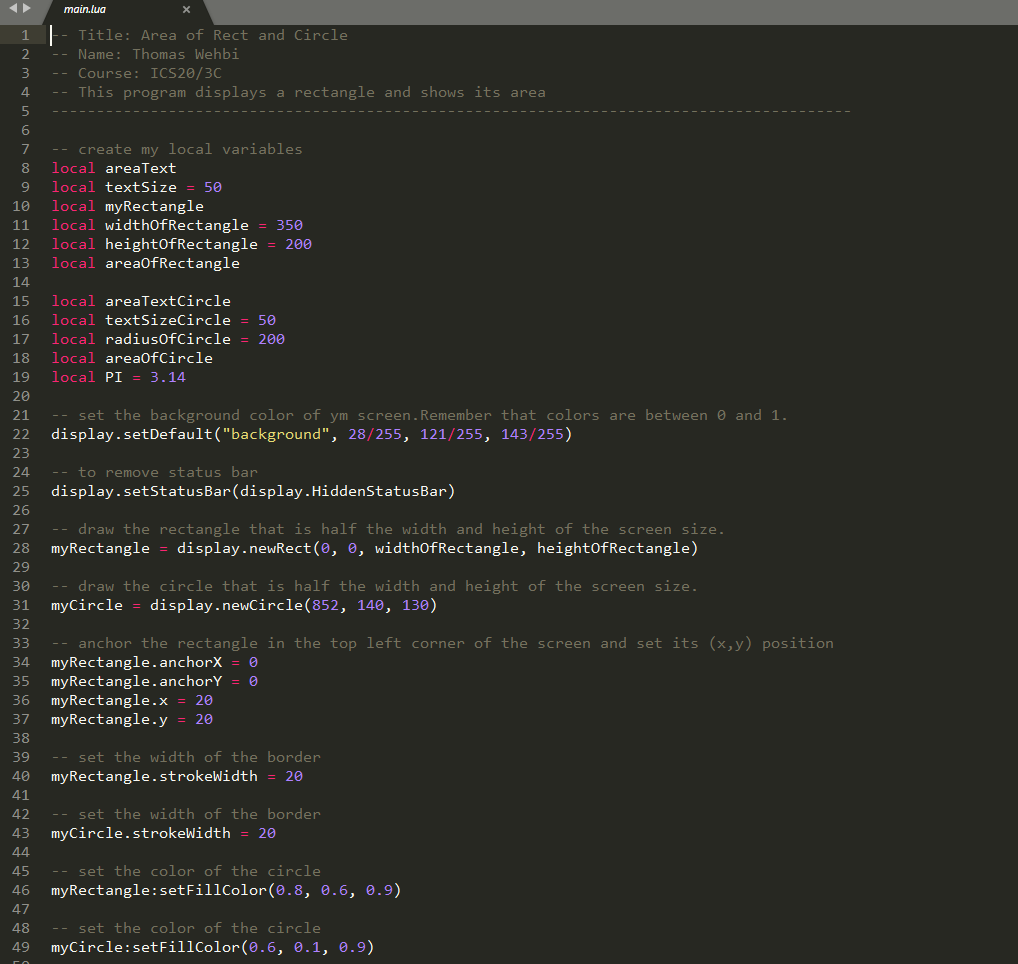 main.lua ×
1 -- Title: Area of Rect and Circle
2 -- Name: Thomas Wehbi
3 -- Course: ICS20/3C
4 -- This program displays a rectangle and shows its area
5 -----------------------------------------------------------------------------------------
6
7 -- create my local variables
8 local areaText
9 local textSize = 50
10 local myRectangle
11 local widthOfRectangle = 350
12 local heightOfRectangle = 200
13 local areaOfRectangle
14
15 local areaTextCircle
16 local textSizeCircle = 50
17 local radiusOfCircle = 200
18 local areaOfCircle
19 local PI = 3.14
20
21 -- set the background color of ym screen.Remember that colors are between 0 and 1.
22 display.setDefault("background", 28/255, 121/255, 143/255)
23
24 -- to remove status bar
25 display.setStatusBar(display.HiddenStatusBar)
26
27 -- draw the rectangle that is half the width and height of the screen size.
28 myRectangle = display.newRect(0, 0, widthOfRectangle, heightOfRectangle)
29
30 -- draw the circle that is half the width and height of the screen size.
31 myCircle = display.newCircle(852, 140, 130)
32
33 -- anchor the rectangle in the top left corner of the screen and set its (x,y) position
34 myRectangle.anchorX = 0
35 myRectangle.anchorY = 0
36 myRectangle.x = 20
37 myRectangle.y = 20
38
39 -- set the width of the border
40 myRectangle.strokeWidth = 20
41
42 -- set the width of the border
43 myCircle.strokeWidth = 20
44
45 -- set the color of the circle
46 myRectangle:setFillColor(0.8, 0.6, 0.9)
47
48 -- set the color of the circle
49 myCircle:setFillColor(0.6, 0.1, 0.9)